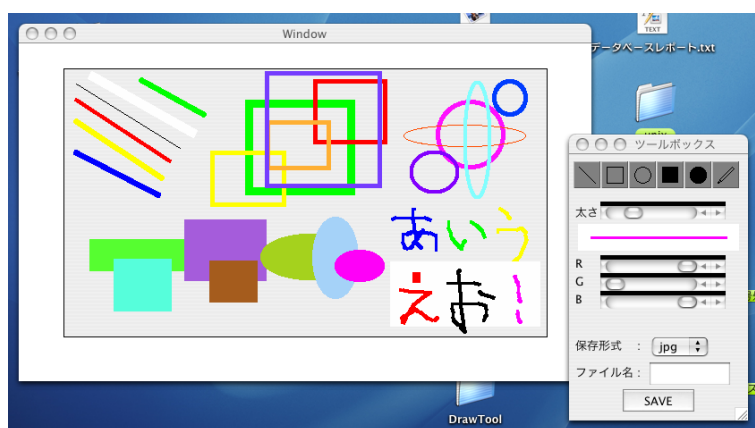 Window
TEXT
データベースレポート.txt
univ
ツールボックス
太さ
R
G
B
保存形式 : jpg
ファイル名 :
SAVE
あいう
えお!
DrawTool